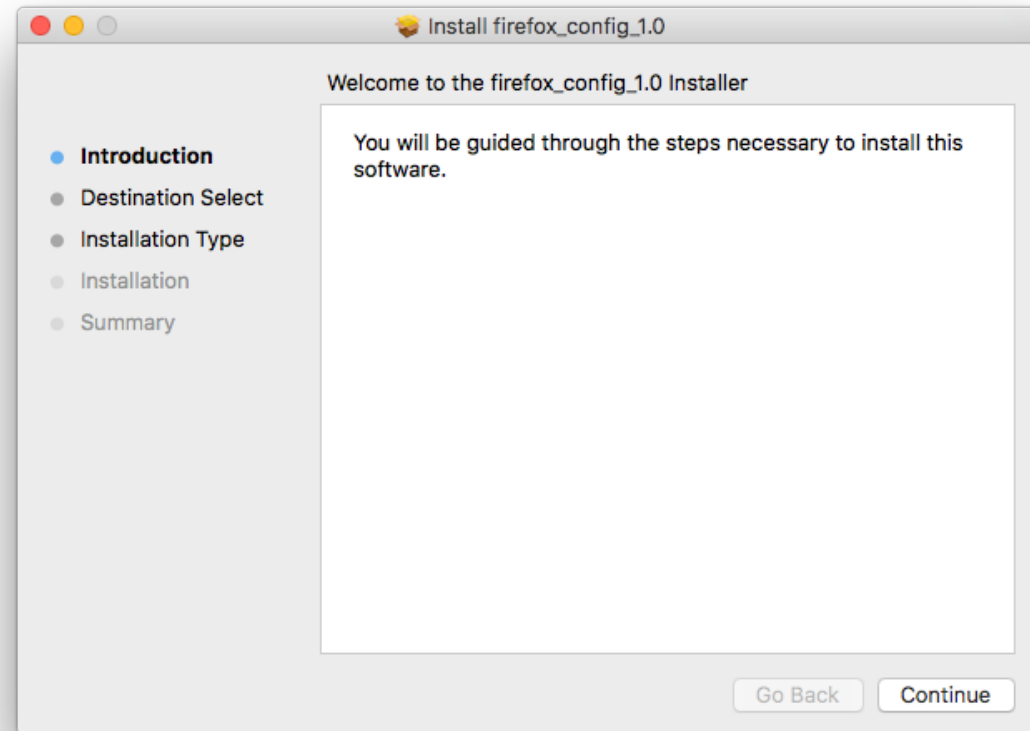 Install firefox_config_1.0
Welcome to the firefox_config_1.0 Installer
Introduction
Destination Select
Installation Type
Installation
Summary
You will be guided through the steps necessary to install this
software.
Go Back
Continue